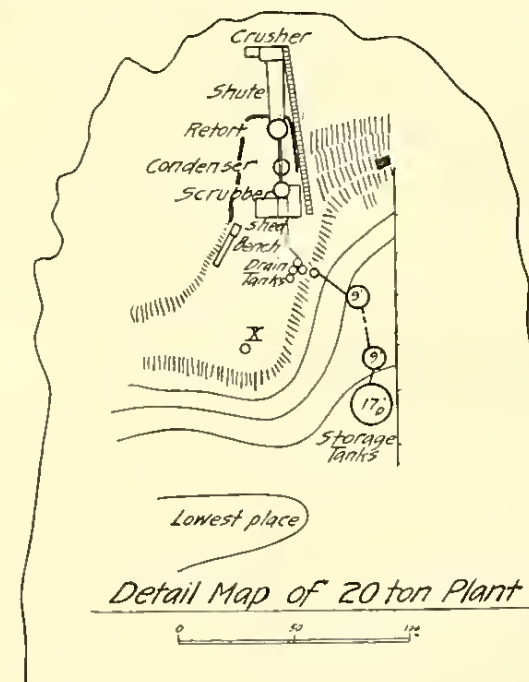 Crusher
Shute
Retort
Condenser
Scrubber
Shed
Bench
Drain
Tanks
9'
X
9'
Storage
Tanks
Lowest place
Detail Map of 20 ton Plant
0 50